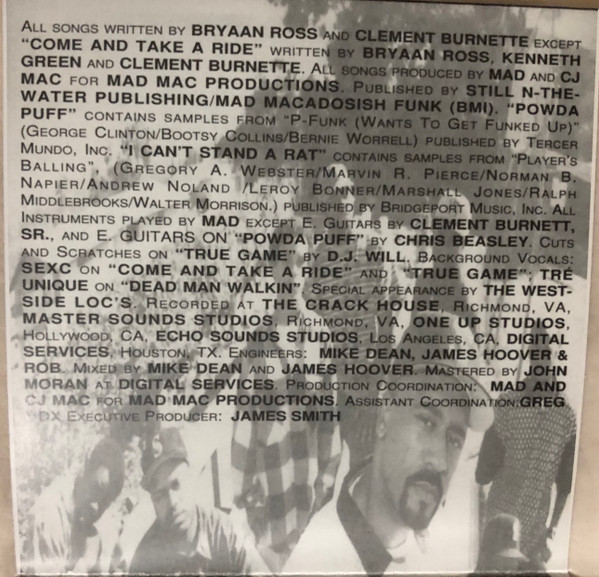 ALL SONGS WRITTEN BY BRYAAN ROSS AND CLEMENT BURNETTE EXCEPT
"COME AND TAKE A RIDE" WRITTEN BY BRYAAN ROSS, KENNETH
GREEN AND CLEMENT BURNETTE. ALL SONGS PRODUCED BY MAD AND CJ
MAC FOR MAD MAC PRODUCTIONS. PUBLISHED BY STILL N-THE-
WATER PUBLISHING/MAD MACADOSISH FUNK (BMI). "POWDA
PUFF" CONTAINS SAMPLES FROM "P-FUNK (WANTS TO GET FUNKED UP)"
(GEORGE CLINTON/BOOTSY COLLINS/BERNIE WORRELL) PUBLISHED BY TERCER
MUNDO, INC. "I CAN'T STAND A RAT" CONTAINS SAMPLES FROM "PLAYER'S
BALLING", (GREGORY A. WEBSTER/MARVIN R. PIERCE/NORMAN B.
NAPIER/ANDREW NOLAND /LEROY BONNER/MARSHALL JONES/RALPH
MIDDLEBROOKS/WALTER MORRISON.) PUBLISHED BY BRIDGEPORT MUSIC, INC. ALL
INSTRUMENTS PLAYED BY MAD EXCEPT E. GUITARS BY CLEMENT BURNETT,
SR., AND E. GUITARS ON "POWDA PUFF" BY CHRIS BEASLEY. CUTS
AND SCRATCHES ON "TRUE GAME" BY D.J. WILL. BACKGROUND VOCALS:
SEXC ON "COME AND TAKE A RIDE" AND "TRUE GAME"; TRÉ
UNIQUE ON "DEAD MAN WALKIN". SPECIAL APPEARANCE BY THE WEST-
SIDE LOC'S. RECORDED AT THE CRACK HOUSE, RICHMOND, VA,
MASTER SOUNDS STUDIOS, RICHMOND, VA, ONE UP STUDIOS,
HOLLYWOOD, CA, ECHO SOUNDS STUDIOS, LOS ANGELES, CA, DIGITAL
SERVICES, HOUSTON, TX. ENGINEERS: MIKE DEAN, JAMES HOOVER &
ROB. MIXED BY MIKE DEAN AND JAMES HOOVER. MASTERED BY JOHN
MORAN AT DIGITAL SERVICES. PRODUCTION COORDINATION: MAD AND
CJ MAC FOR MAD MAC PRODUCTIONS. ASSISTANT COORDINATION:GREG
EXECUTIVE PRODUCER: JAMES SMITH